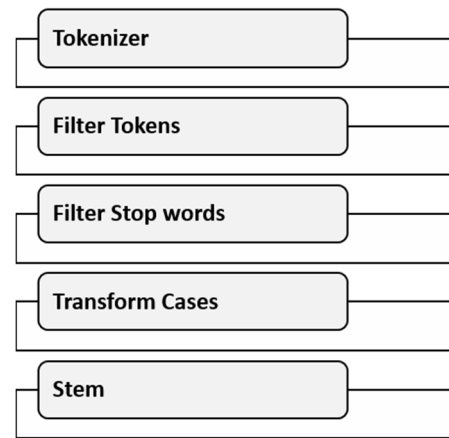 Tokenizer
Filter Tokens
Filter Stop words
Transform Cases
Stem